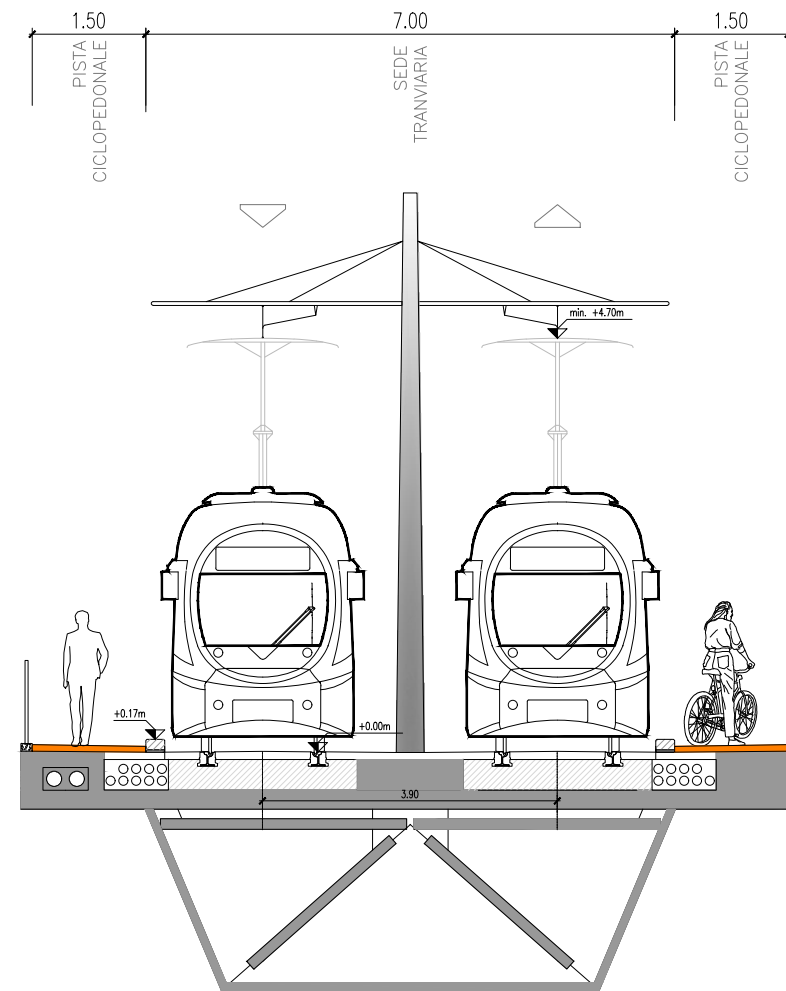 1.50
7.00
1.50
PISTA
CICLOPEDONALE
SEDE
TRANVIARIA
PISTA
CICLOPEDONALE
min. +4.70m
+0.17m
+0.00m
3.90